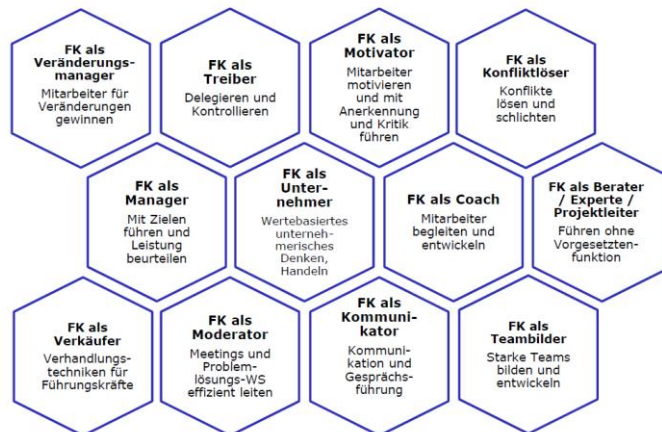 FK als
Veränderungs-
manager
Mitarbeiter für
Veränderungen
gewinnen
FK als
Treiber
Delegieren und
Kontrollieren
FK als
Motivator
Mitarbeiter
motivieren
und mit
Anerkennung
und Kritik
führen
FK als
Konfliktlöser
Konflikte
lösen und
schlichten
FK als
Manager
Mit Zielen
führen und
Leistung
beurteilen
FK als
Unter-
nehmer
Wertebasiertes
unterneh-
merisches
Denken,
Handeln
FK als Coach
Mitarbeiter
begleiten und
entwickeln
FK als Berater
/ Experte /
Projektleiter
Führen ohne
Vorgesetzten-
funktion
FK als
Verkäufer
Verhandlungs-
techniken für
Führungskräfte
FK als
Moderator
Meetings und
Problem-
lösungs-WS
effizient leiten
FK als
Kommuni-
kator
Kommuni-
kation und
Gesprächs-
führung
FK als
Teambilder
Starke Teams
bilden und
entwickeln